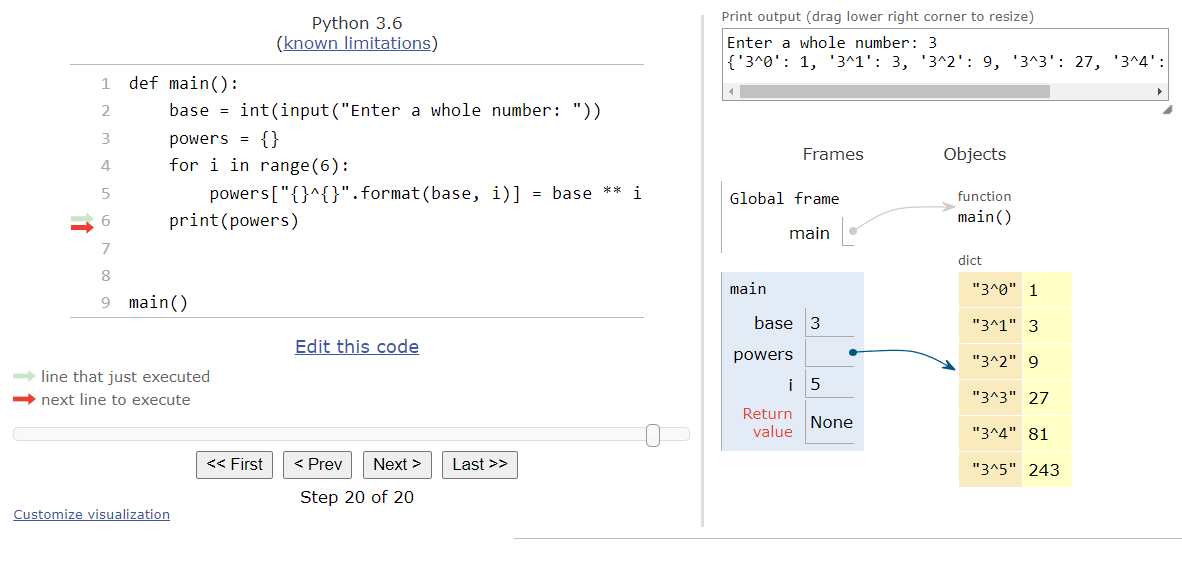 Python 3.6
(known limitations)
1 def main():
2 base = int(input("Enter a whole number: "))
3 powers = {}
4 for i in range(6):
5 powers["{}^{}".format(base, i)] = base ** i
6 print(powers)
7
8
9 main()
Edit this code
line that just executed
next line to execute
<< First < Prev Next > Last >>
Step 20 of 20
Customize visualization
Print output (drag lower right corner to resize)
Enter a whole number: 3
{'3^0': 1, '3^1': 3, '3^2': 9, '3^3': 27, '3^4':
Frames Objects
Global frame
main
function
main()
main
base 3
powers
i 5
Return
value None
dict
"3^0" 1
"3^1" 3
"3^2" 9
"3^3" 27
"3^4" 81
"3^5" 243